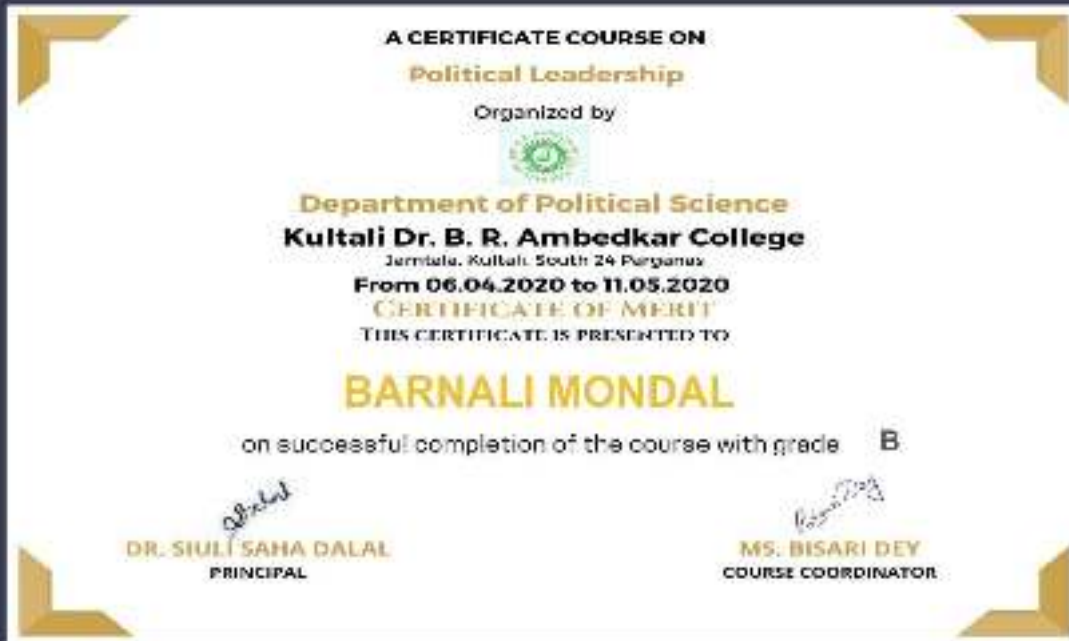 A CERTIFICATE COURSE ON
Political Leadership
Organized by
Department of Political Science
Kultali Dr. B. R. Ambedkar College
Jamtala, Kultali, South 24 Parganas
From 06.04.2020 to 11.05.2020
CERTIFICATE OF MERIT
THIS CERTIFICATE IS PRESENTED TO
BARNALI MONDAL
on successful completion of the course with grade B
DR. SIULI SAHA DALAL
PRINCIPAL
MS. BISARI DEY
COURSE COORDINATOR